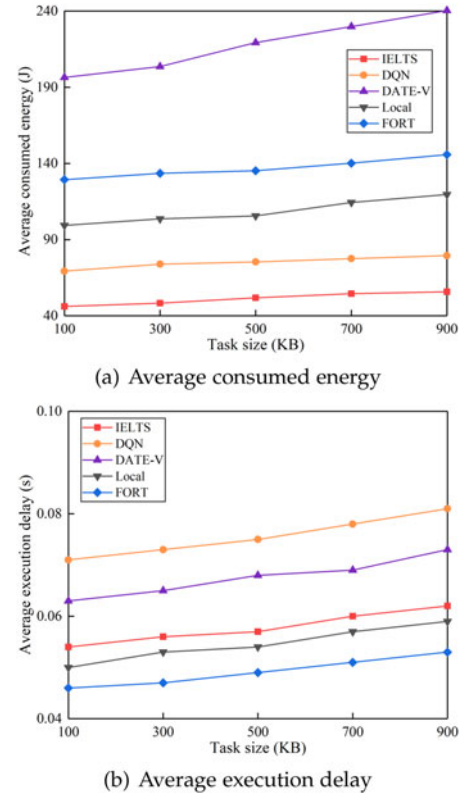 240
190
140
90
40
Average consumed energy (J)
IELTS
DQN
DATE-V
Local
FORT
100 300 500 700 900
Task size (KB)
(a) Average consumed energy
0.10
0.08
0.06
0.04
Average execution delay (s)
IELTS
DQN
DATE-V
Local
FORT
100 300 500 700 900
Task size (KB)
(b) Average execution delay